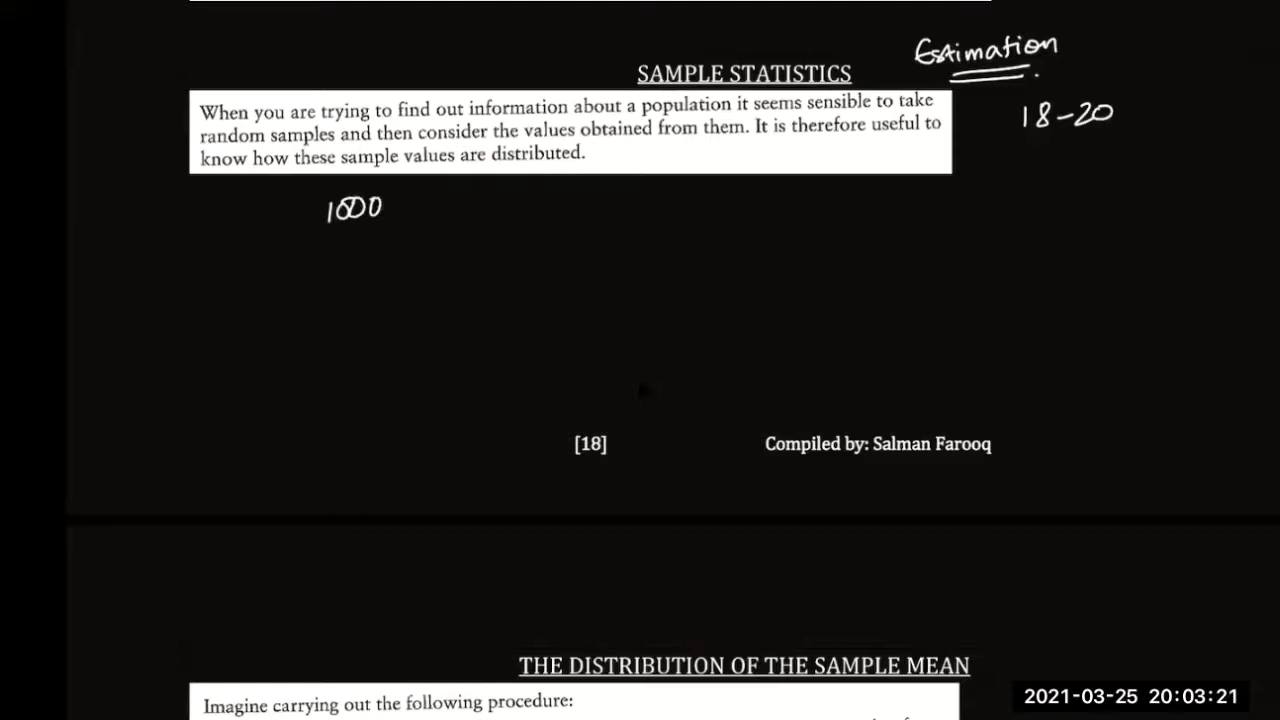 Estimation
SAMPLE STATISTICS
18-20
When you are trying to find out information about a population it seems sensible to take
random samples and then consider the values obtained from them. It is therefore useful to
know how these sample values are distributed.
1000
[18] Compiled by: Salman Farooq
THE DISTRIBUTION OF THE SAMPLE MEAN
Imagine carrying out the following procedure:
2021-03-25 20:03:21